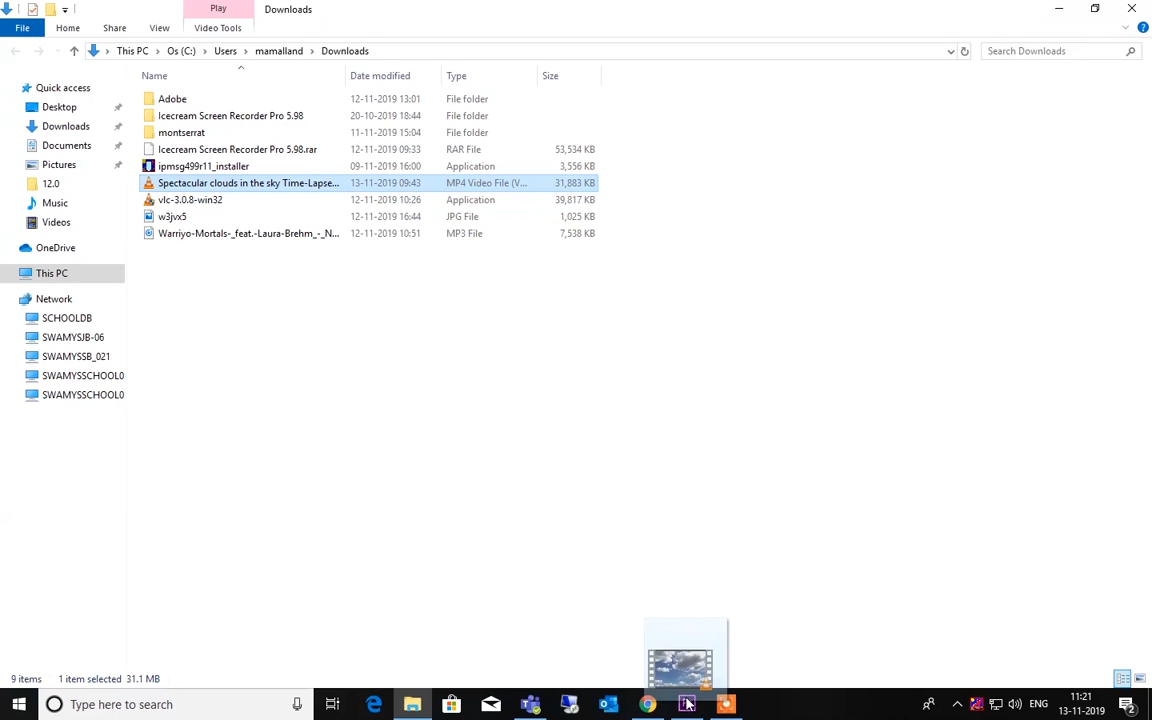 Play Downloads
File Home Share View Video Tools
This PC Os (C:) Users mamalland Downloads Search Downloads
Name Date modified Type Size
Quick access
Desktop
Downloads
Documents
Pictures
12.0
Music
Videos
OneDrive
This PC
Network
SCHOOLDB
SWAMYSJB-06
SWAMYSSB_021
SWAMYSSCHOOL0
SWAMYSSCHOOL0
Adobe 12-11-2019 13:01 File folder
Icecream Screen Recorder Pro 5.98 20-10-2019 18:44 File folder
montserrat 11-11-2019 15:04 File folder
Icecream Screen Recorder Pro 5.98.rar 12-11-2019 09:33 RAR File 53,534 KB
ipmsg499r11_installer 09-11-2019 16:00 Application 3,556 KB
Spectacular clouds in the sky Time-Lapse... 13-11-2019 09:43 MP4 Video File (V... 31,883 KB
vlc-3.0.8-win32 12-11-2019 10:26 Application 39,817 KB
w3jvx5 12-11-2019 16:44 JPG File 1,025 KB
Warriyo-Mortals-_feat.-Laura-Brehm_-_N... 12-11-2019 10:51 MP3 File 7,538 KB
9 items 1 item selected 31.1 MB
Type here to search ENG 11:21
13-11-2019 2